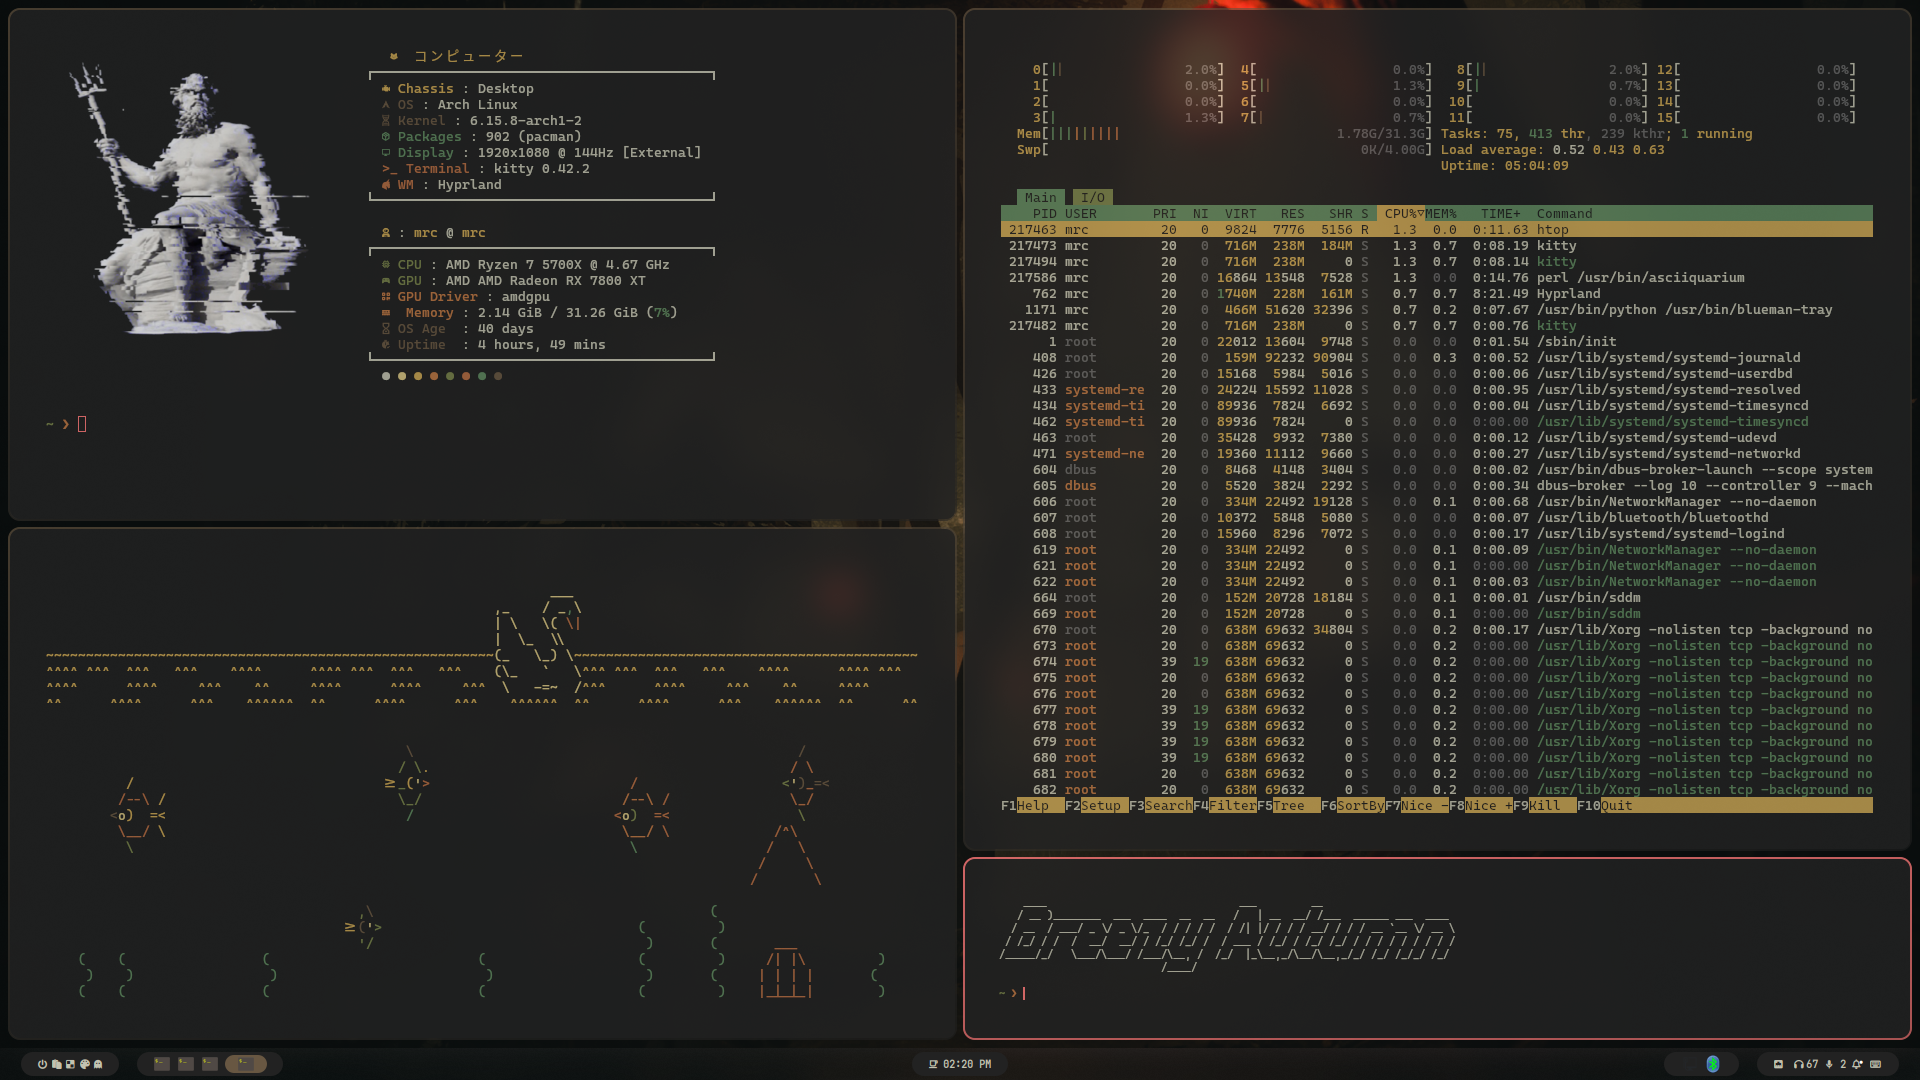 コンピューター
Chassis : Desktop
OS : Arch Linux
Kernel : 6.15.8-arch1-2
Packages : 902 (pacman)
Display : 1920x1080 @ 144Hz [External]
>_ Terminal : kitty 0.42.2
WM : Hyprland
: mrc @ mrc
CPU : AMD Ryzen 7 5700X @ 4.67 GHz
GPU : AMD AMD Radeon RX 7800 XT
GPU Driver : amdgpu
Memory : 2.14 GiB / 31.26 GiB (7%)
OS Age : 40 days
Uptime : 4 hours, 49 mins
~ ❯
0[|| 2.0%] 4[ 0.0%] 8[|| 2.0%] 12[ 0.0%]
1[ 0.0%] 5[|| 1.3%] 9[| 0.7%] 13[ 0.0%]
2[ 0.0%] 6[ 0.0%] 10[ 0.0%] 14[ 0.0%]
3[| 1.3%] 7[| 0.7%] 11[ 0.0%] 15[ 0.0%]
Mem[||||||||| 1.78G/31.3G] Tasks: 75, 413 thr, 239 kthr; 1 running
Swp[ 0K/4.00G] Load average: 0.52 0.43 0.63
Uptime: 05:04:09
Main I/O
PID USER PRI NI VIRT RES SHR S CPU%▽MEM% TIME+ Command
217463 mrc 20 0 9824 7776 5156 R 1.3 0.0 0:11.63 htop
217473 mrc 20 0 716M 238M 184M S 1.3 0.7 0:08.19 kitty
217494 mrc 20 0 716M 238M 0 S 1.3 0.7 0:08.14 kitty
217586 mrc 20 0 16864 13548 7528 S 1.3 0.0 0:14.76 perl /usr/bin/asciiquarium
762 mrc 20 0 1740M 228M 161M S 0.7 0.7 8:21.49 Hyprland
1171 mrc 20 0 466M 51620 32396 S 0.7 0.2 0:07.67 /usr/bin/python /usr/bin/blueman-tray
217482 mrc 20 0 716M 238M 0 S 0.7 0.7 0:00.76 kitty
1 root 20 0 22012 13604 9748 S 0.0 0.0 0:01.54 /sbin/init
408 root 20 0 159M 92232 90904 S 0.0 0.3 0:00.52 /usr/lib/systemd/systemd-journald
426 root 20 0 15168 5984 5016 S 0.0 0.0 0:00.06 /usr/lib/systemd/systemd-userdbd
433 systemd-re 20 0 24224 15592 11028 S 0.0 0.0 0:00.95 /usr/lib/systemd/systemd-resolved
434 systemd-ti 20 0 89936 7824 6692 S 0.0 0.0 0:00.04 /usr/lib/systemd/systemd-timesyncd
462 systemd-ti 20 0 89936 7824 0 S 0.0 0.0 0:00.00 /usr/lib/systemd/systemd-timesyncd
463 root 20 0 35428 9932 7380 S 0.0 0.0 0:00.12 /usr/lib/systemd/systemd-udevd
471 systemd-ne 20 0 19360 11112 9660 S 0.0 0.0 0:00.27 /usr/lib/systemd/systemd-networkd
604 dbus 20 0 8468 4148 3404 S 0.0 0.0 0:00.02 /usr/bin/dbus-broker-launch --scope system
605 dbus 20 0 5520 3824 2292 S 0.0 0.0 0:00.34 dbus-broker --log 10 --controller 9 --mach
606 root 20 0 334M 22492 19128 S 0.0 0.1 0:00.68 /usr/bin/NetworkManager --no-daemon
607 root 20 0 10372 5848 5080 S 0.0 0.0 0:00.07 /usr/lib/bluetooth/bluetoothd
608 root 20 0 15960 8296 7072 S 0.0 0.0 0:00.17 /usr/lib/systemd/systemd-logind
619 root 20 0 334M 22492 0 S 0.0 0.1 0:00.09 /usr/bin/NetworkManager --no-daemon
621 root 20 0 334M 22492 0 S 0.0 0.1 0:00.00 /usr/bin/NetworkManager --no-daemon
622 root 20 0 334M 22492 0 S 0.0 0.1 0:00.03 /usr/bin/NetworkManager --no-daemon
664 root 20 0 152M 20728 18184 S 0.0 0.1 0:00.01 /usr/bin/sddm
669 root 20 0 152M 20728 0 S 0.0 0.1 0:00.00 /usr/bin/sddm
670 root 20 0 638M 69632 34804 S 0.0 0.2 0:00.17 /usr/lib/Xorg -nolisten tcp -background no
673 root 20 0 638M 69632 0 S 0.0 0.2 0:00.00 /usr/lib/Xorg -nolisten tcp -background no
674 root 39 19 638M 69632 0 S 0.0 0.2 0:00.00 /usr/lib/Xorg -nolisten tcp -background no
675 root 20 0 638M 69632 0 S 0.0 0.2 0:00.00 /usr/lib/Xorg -nolisten tcp -background no
676 root 20 0 638M 69632 0 S 0.0 0.2 0:00.00 /usr/lib/Xorg -nolisten tcp -background no
677 root 39 19 638M 69632 0 S 0.0 0.2 0:00.00 /usr/lib/Xorg -nolisten tcp -background no
678 root 39 19 638M 69632 0 S 0.0 0.2 0:00.00 /usr/lib/Xorg -nolisten tcp -background no
679 root 39 19 638M 69632 0 S 0.0 0.2 0:00.00 /usr/lib/Xorg -nolisten tcp -background no
680 root 39 19 638M 69632 0 S 0.0 0.2 0:00.00 /usr/lib/Xorg -nolisten tcp -background no
681 root 20 0 638M 69632 0 S 0.0 0.2 0:00.00 /usr/lib/Xorg -nolisten tcp -background no
682 root 20 0 638M 69632 0 S 0.0 0.2 0:00.00 /usr/lib/Xorg -nolisten tcp -background no
F1Help F2Setup F3SearchF4FilterF5Tree F6SortByF7Nice -F8Nice +F9Kill F10Quit
~ ❯
02:20 PM
67 2